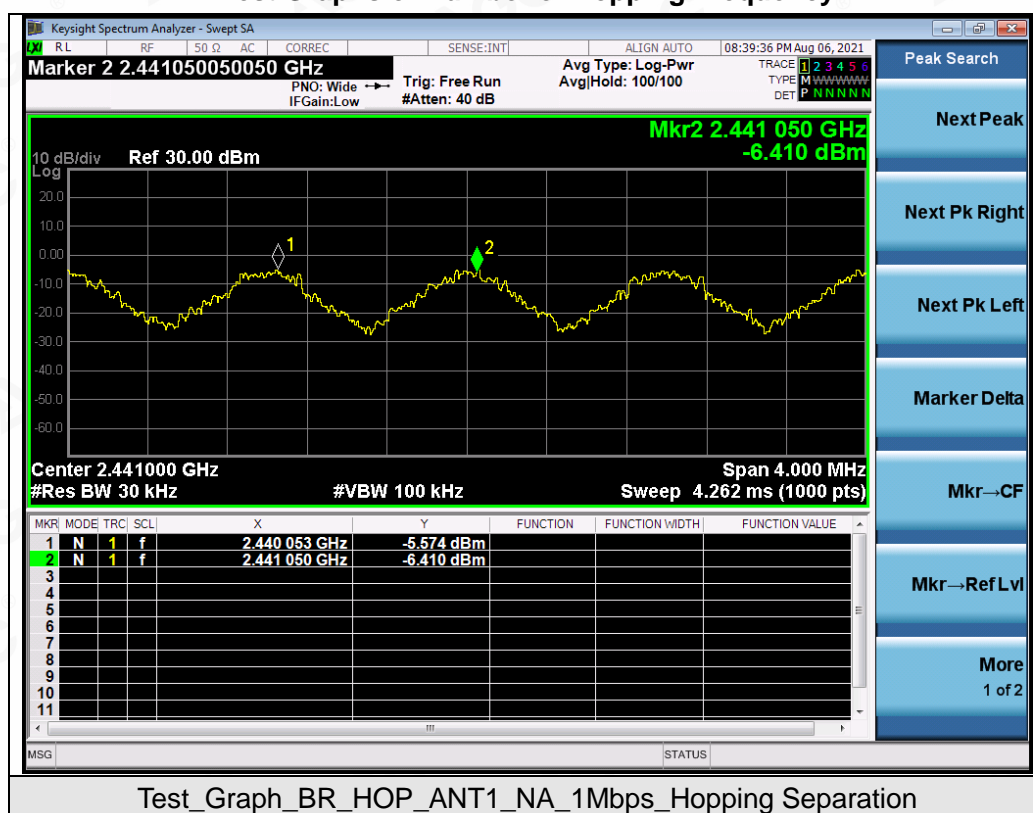 Keysight Spectrum Analyzer - Swept SA
LXI RL RF 50 Ω AC CORREC SENSE:INT ALIGN AUTO 08:39:36 PM Aug 06, 2021
Marker 2 2.441050050050 GHz
PNO: Wide
IFGain:Low
Trig: Free Run
#Atten: 40 dB
Avg Type: Log-Pwr
Avg|Hold: 100/100
TRACE 1 2 3 4 5 6
TYPE M WWWWW
DET P N N N N N
Mkr2 2.441 050 GHz
-6.410 dBm
10 dB/div Ref 30.00 dBm
Log
20.0
10.0
0.00
-10.0
-20.0
-30.0
-40.0
-50.0
-60.0
1
2
Center 2.441000 GHz Span 4.000 MHz
#Res BW 30 kHz #VBW 100 kHz Sweep 4.262 ms (1000 pts)
MKR MODE TRC SCL X Y FUNCTION FUNCTION WIDTH FUNCTION VALUE
1 N 1 f 2.440 053 GHz -5.574 dBm
2 N 1 f 2.441 050 GHz -6.410 dBm
3
4
5
6
7
8
9
10
11
MSG STATUS
Peak Search
Next Peak
Next Pk Right
Next Pk Left
Marker Delta
Mkr→CF
Mkr→Ref Lvl
More
1 of 2
Test_Graph_BR_HOP_ANT1_NA_1Mbps_Hopping Separation